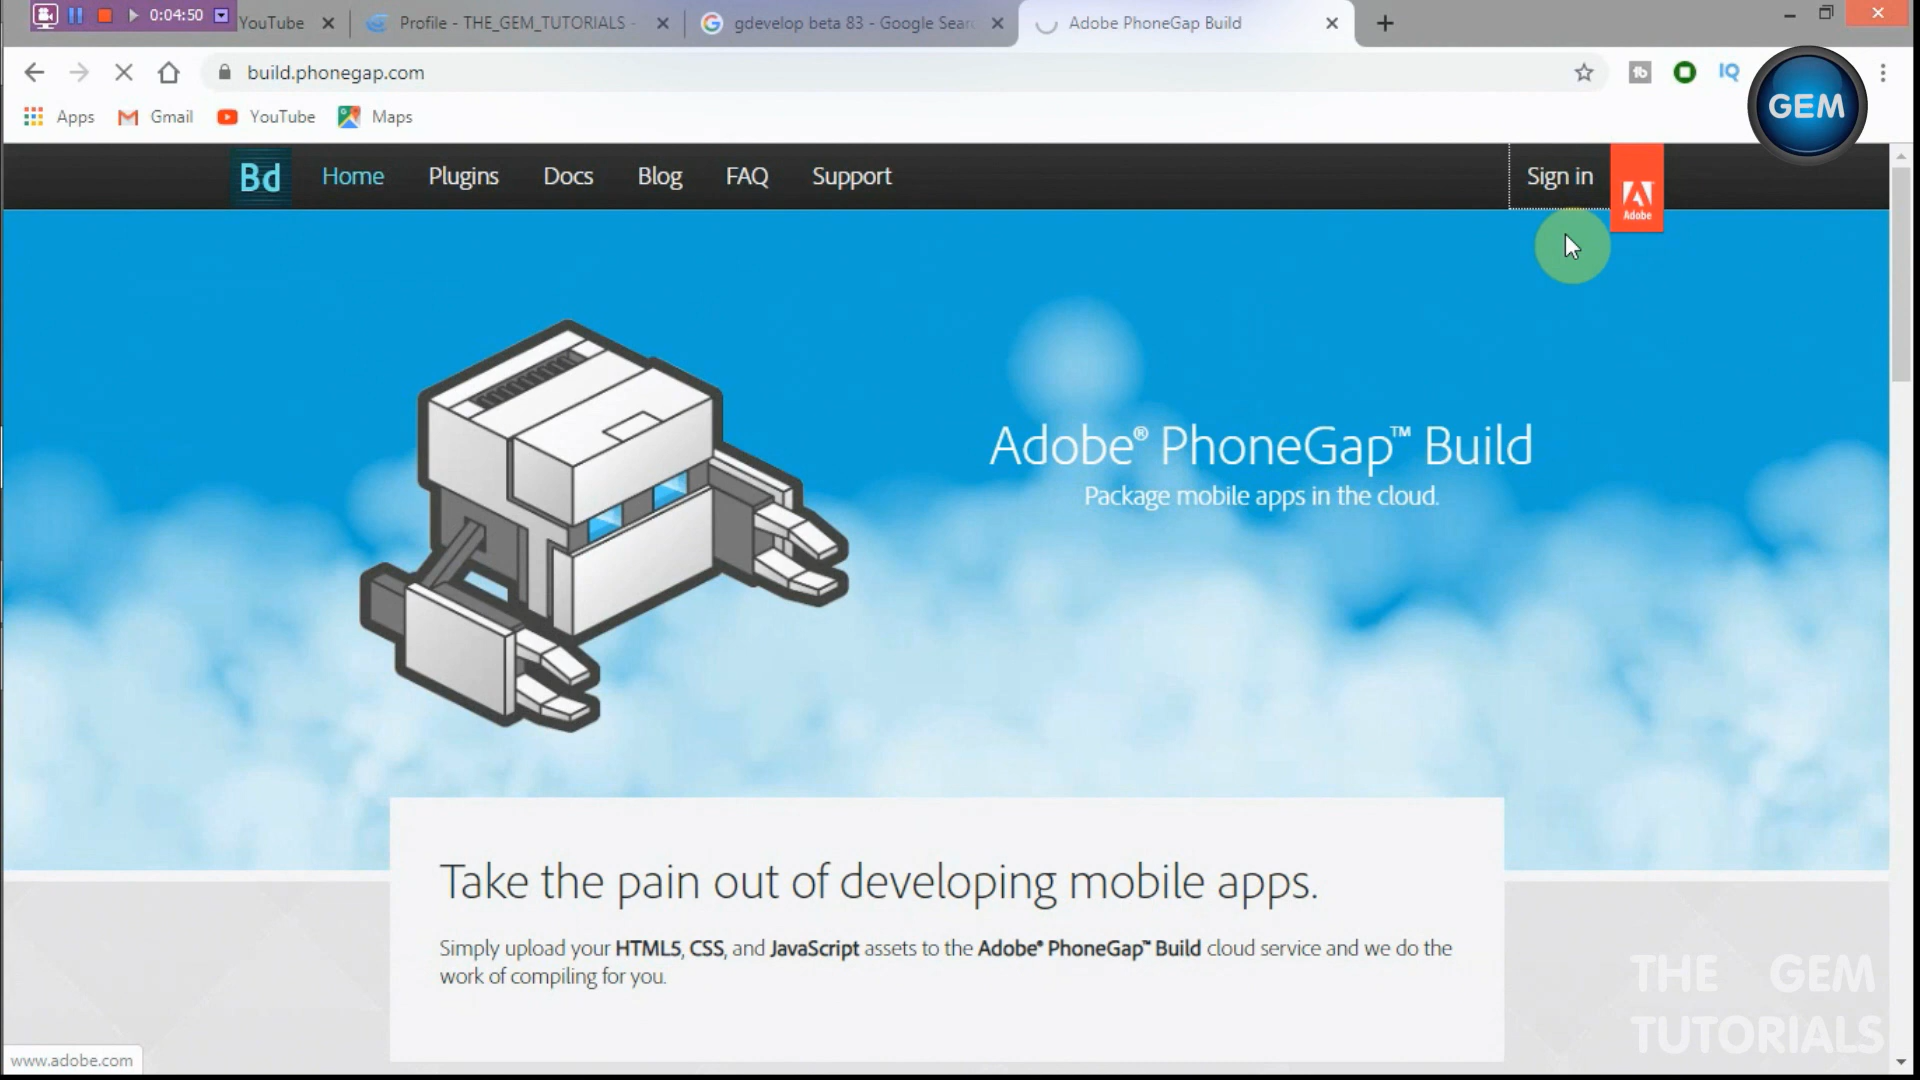 0:04:50
YouTube
Profile - THE_GEM_TUTORIALS -
gdevelop beta 83 - Google Sear
Adobe PhoneGap Build
build.phonegap.com
tb
IQ
GEM
Apps
Gmail
YouTube
Maps
Bd
Home
Plugins
Docs
Blog
FAQ
Support
Sign in
Adobe
Adobe® PhoneGap™ Build
Package mobile apps in the cloud.
Take the pain out of developing mobile apps.
Simply upload your HTML5, CSS, and JavaScript assets to the Adobe® PhoneGap™ Build cloud service and we do the
work of compiling for you.
THE GEM
TUTORIALS
www.adobe.com